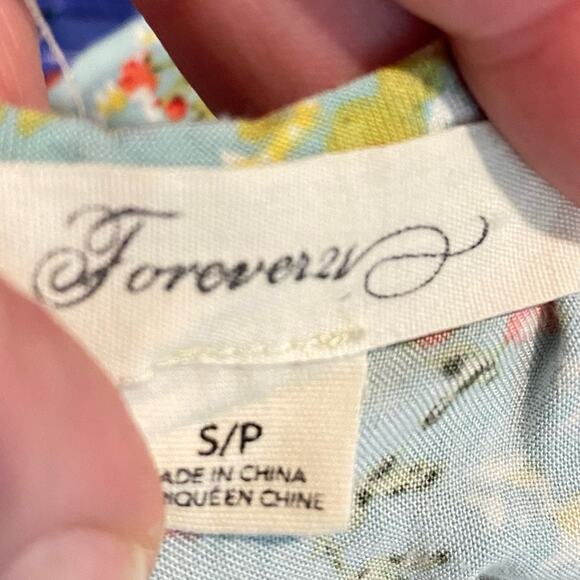 Forever21
S/P
ADE IN CHINA
IQUÉ EN CHINE